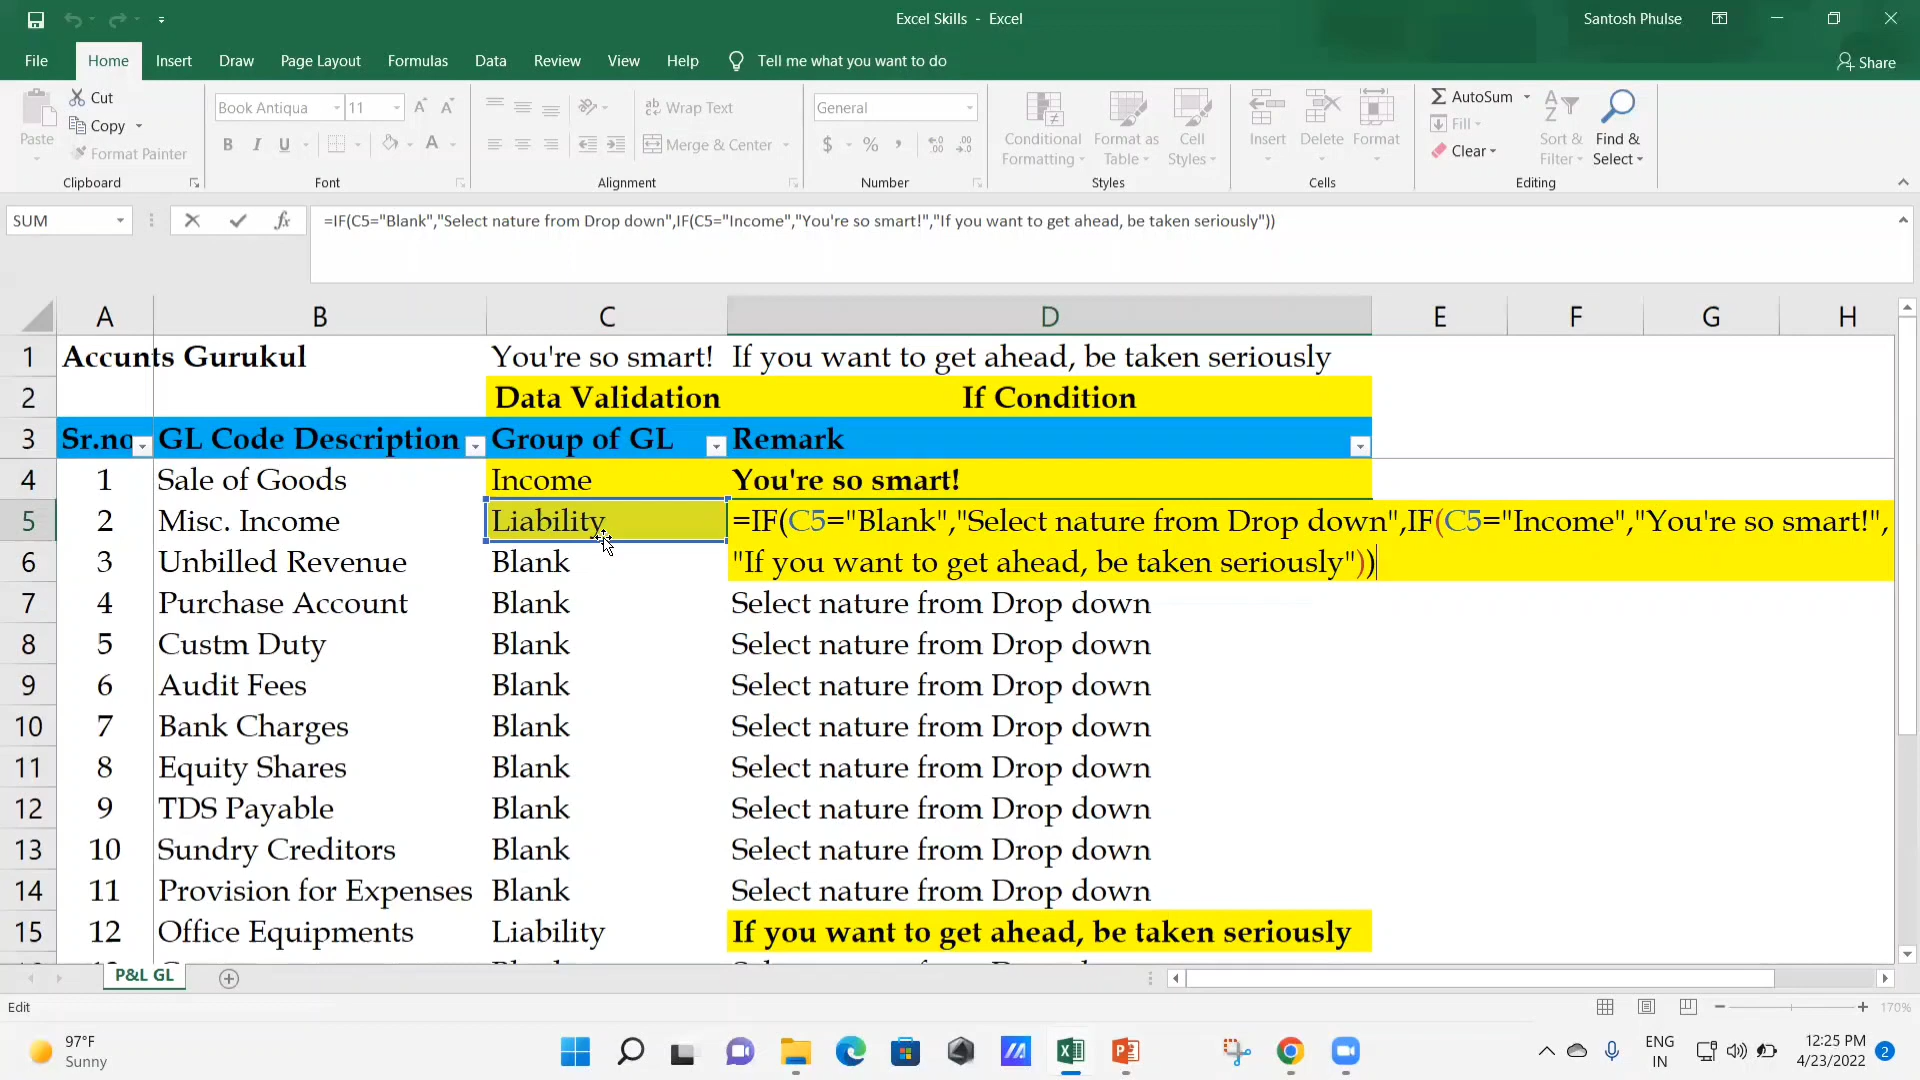 Excel Skills - Excel
Santosh Phulse
File Home Insert Draw Page Layout Formulas Data Review View Help Tell me what you want to do Share
Paste Cut Copy Format Painter Clipboard
Book Antiqua 11 B I U A Font
Wrap Text Merge & Center Alignment
General $ % , Number
Conditional Formatting Format as Table Cell Styles Styles
Insert Delete Format Cells
AutoSum Fill Clear Sort & Filter Find & Select Editing
SUM fx =IF(C5="Blank","Select nature from Drop down",IF(C5="Income","You're so smart!","If you want to get ahead, be taken seriously"))
A B C D E F G H
1 Accunts Gurukul You're so smart! If you want to get ahead, be taken seriously
2 Data Validation If Condition
3 Sr.no GL Code Description Group of GL Remark
4 1 Sale of Goods Income You're so smart!
5 2 Misc. Income Liability =IF(C5="Blank","Select nature from Drop down",IF(C5="Income","You're so smart!",
6 3 Unbilled Revenue Blank "If you want to get ahead, be taken seriously"))
7 4 Purchase Account Blank Select nature from Drop down
8 5 Custm Duty Blank Select nature from Drop down
9 6 Audit Fees Blank Select nature from Drop down
10 7 Bank Charges Blank Select nature from Drop down
11 8 Equity Shares Blank Select nature from Drop down
12 9 TDS Payable Blank Select nature from Drop down
13 10 Sundry Creditors Blank Select nature from Drop down
14 11 Provision for Expenses Blank Select nature from Drop down
15 12 Office Equipments Liability If you want to get ahead, be taken seriously
P&L GL
Edit 170%
97°F
Sunny
ENG
IN
12:25 PM
4/23/2022
2